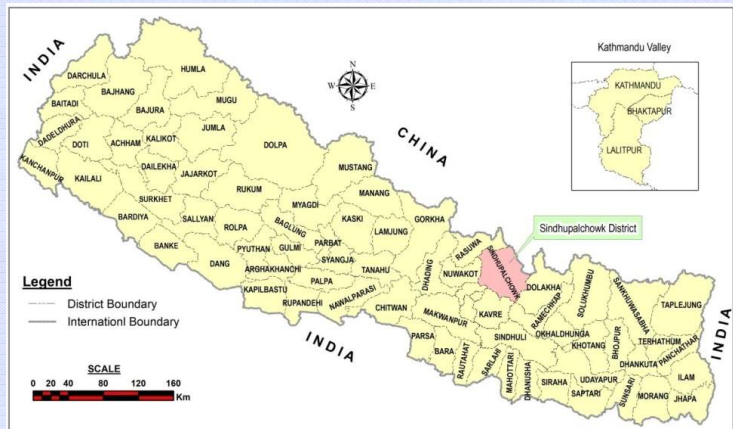 INDIA
HUMLA
DARCHULA
BAJHANG
BAITADI
BAJURA
MUGU
DADELDHURA
DOTI
ACHHAM
KALIKOT
JUMLA
DOLPA
KANCHANPUR
KAILALI
DAILEKHA
JAJARKOT
MUSTANG
SURKHET
RUKUM
MYAGDI
MANANG
BARDIYA
SALLYAN
ROLPA
BAGLUNG
PARBAT
KASKI
LAMJUNG
GORKHA
BANKE
DANG
PYUTHAN
GULMI
SYANGJA
ARGHAKHANCHI
TANAHU
KAPILBASTU
PALPA
RUPANDEHI
NAWALPARASI
CHITWAN
DHADING
RASUWA
NUWAKOT
SINDHUPALCHOWK
DOLAKHA
RAMECHHAP
SOLUKHUMBU
SANKHUWASABHA
TAPLEJUNG
MAKWANPUR
KAVRE
PARSA
BARA
RAUTAHAT
SARLAHI
MAHOTTARI
DHANUSHA
SINDHULI
OKHALDHUNGA
KHOTANG
BHOJPUR
TERHATHUM
PANCHATHAR
DHANKUTA
SIRAHA
UDAYAPUR
SAPTARI
SUNSARI
MORANG
ILAM
JHAPA
CHINA
INDIA
INDIA
N
W
E
S
Kathmandu Valley
KATHMANDU
BHAKTAPUR
LALITPUR
Sindhupalchowk District
Legend
District Boundary
Internationl Boundary
SCALE
0 20 40 80 120 160
Km